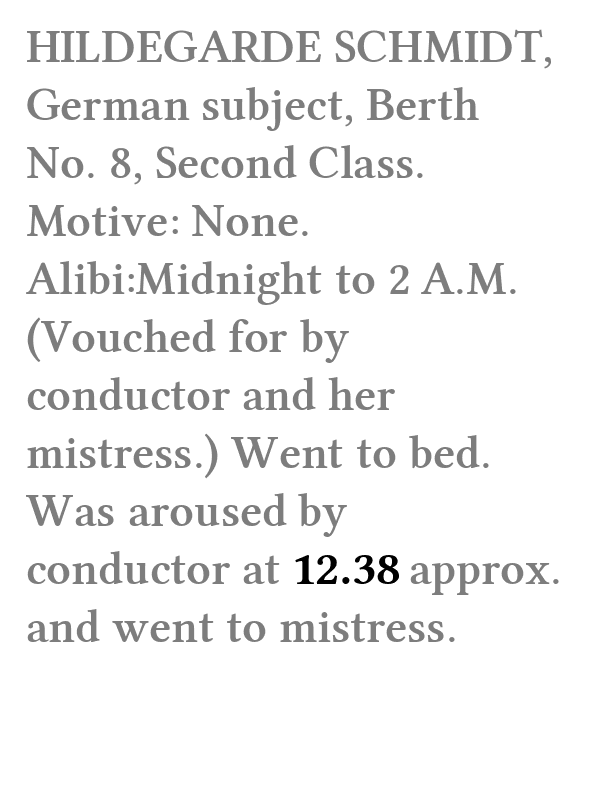 HILDEGARDE SCHMIDT,
German subject, Berth
No. 8, Second Class.
Motive: None.
Alibi:Midnight to 2 A.M.
(Vouched for by
conductor and her
mistress.) Went to bed.
Was aroused by
conductor at 12.38 approx.
and went to mistress.